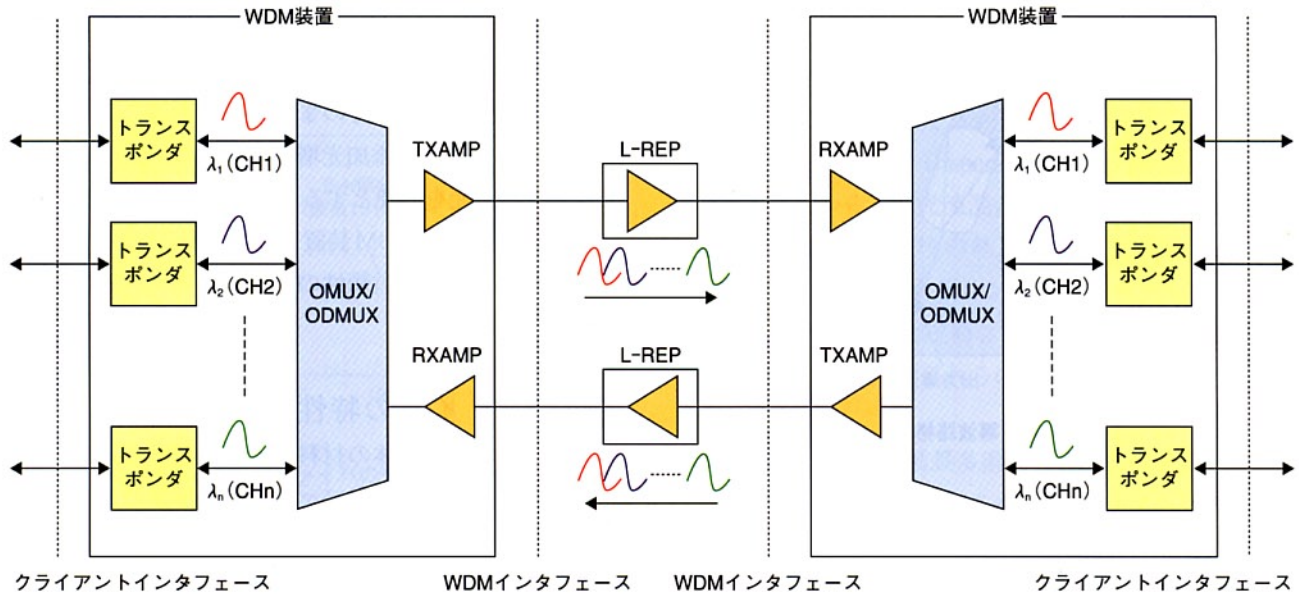 WDM装置
WDM装置
トランス
ポンダ
λ1(CH1)
トランス
ポンダ
λ2(CH2)
トランス
ポンダ
λn(CHn)
OMUX/
ODMUX
TXAMP
RXAMP
L-REP
L-REP
RXAMP
TXAMP
OMUX/
ODMUX
λ1(CH1)
トランス
ポンダ
λ2(CH2)
トランス
ポンダ
λn(CHn)
トランス
ポンダ
クライアントインタフェース
WDMインタフェース
WDMインタフェース
クライアントインタフェース